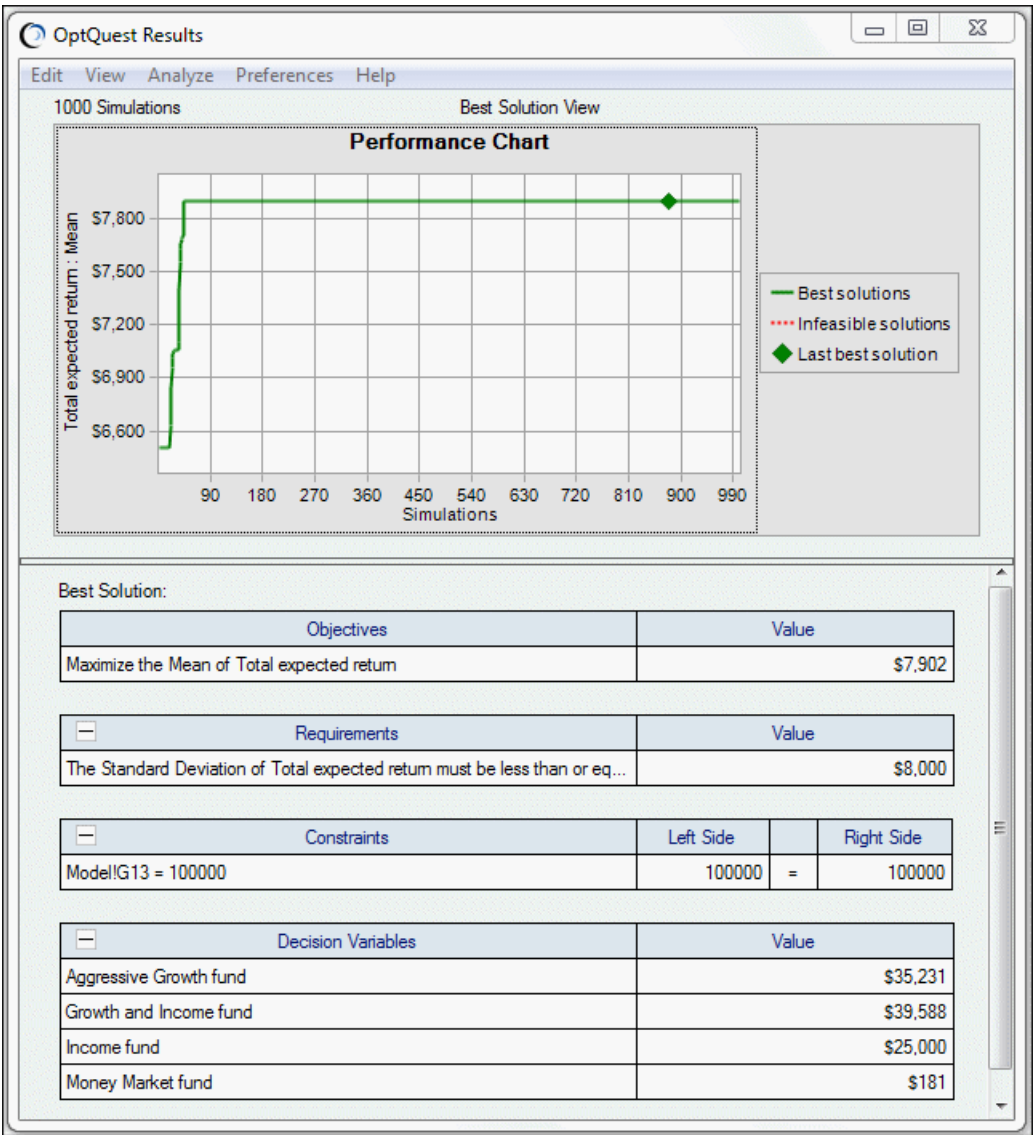 OptQuest Results
Edit View Analyze Preferences Help
1000 Simulations Best Solution View
Performance Chart
Total expected return : Mean
$7,800
$7,500
$7,200
$6,900
$6,600
90 180 270 360 450 540 630 720 810 900 990
Simulations
Best solutions
Infeasible solutions
Last best solution
Best Solution:
Objectives Value
Maximize the Mean of Total expected return $7,902
Requirements Value
The Standard Deviation of Total expected return must be less than or eq... $8,000
Constraints Left Side Right Side
Model!G13 = 100000 100000 = 100000
Decision Variables Value
Aggressive Growth fund $35,231
Growth and Income fund $39,588
Income fund $25,000
Money Market fund $181